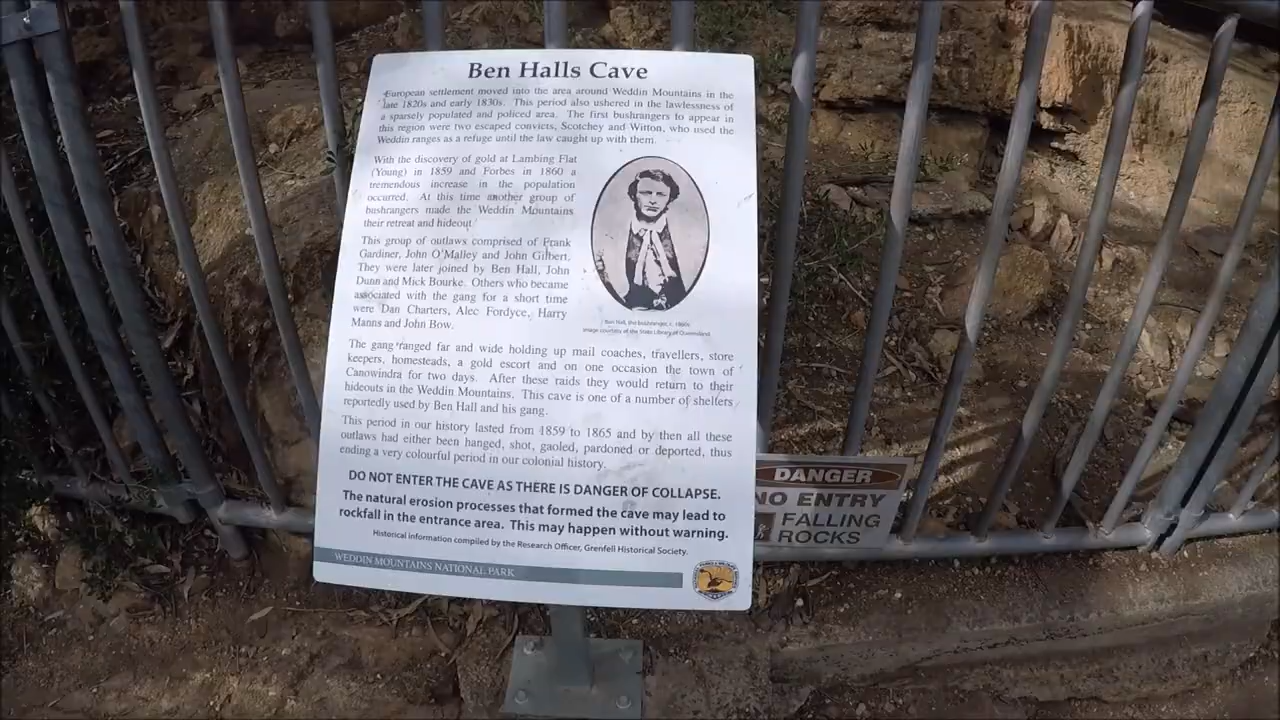 Ben Halls Cave
European settlement moved into the area around Weddin Mountains in the
late 1820s and early 1830s. This period also ushered in the lawlessness of
a sparsely populated and policed area. The first bushrangers to appear in
this region were two escaped convicts, Scotchey and Witton, who used the
Weddin ranges as a refuge until the law caught up with them.
With the discovery of gold at Lambing Flat
(Young) in 1859 and Forbes in 1860 a
tremendous increase in the population
occurred. At this time another group of
bushrangers made the Weddin Mountains
their retreat and hideout
This group of outlaws comprised of Frank
Gardiner, John O'Malley and John Gilbert.
They were later joined by Ben Hall, John
Dunn and Mick Bourke. Others who became
associated with the gang for a short time
were Dan Charters, Alec Fordyce, Harry
Manns and John Bow.
Ben Hall, the bushranger, c. 1860s
Image courtesy of the State Library of Queensland
The gang ranged far and wide holding up mail coaches, travellers, store
keepers, homesteads, a gold escort and on one occasion the town of
Canowindra for two days. After these raids they would return to their
hideouts in the Weddin Mountains. This cave is one of a number of shelters
reportedly used by Ben Hall and his gang.
This period in our history lasted from 1859 to 1865 and by then all these
outlaws had either been hanged, shot, gaoled, pardoned or deported, thus
ending a very colourful period in our colonial history.
DO NOT ENTER THE CAVE AS THERE IS DANGER OF COLLAPSE.
The natural erosion processes that formed the cave may lead to
rockfall in the entrance area. This may happen without warning.
Historical information compiled by the Research Officer, Grenfell Historical Society.
WEDDIN MOUNTAINS NATIONAL PARK
DANGER
NO ENTRY
FALLING
ROCKS